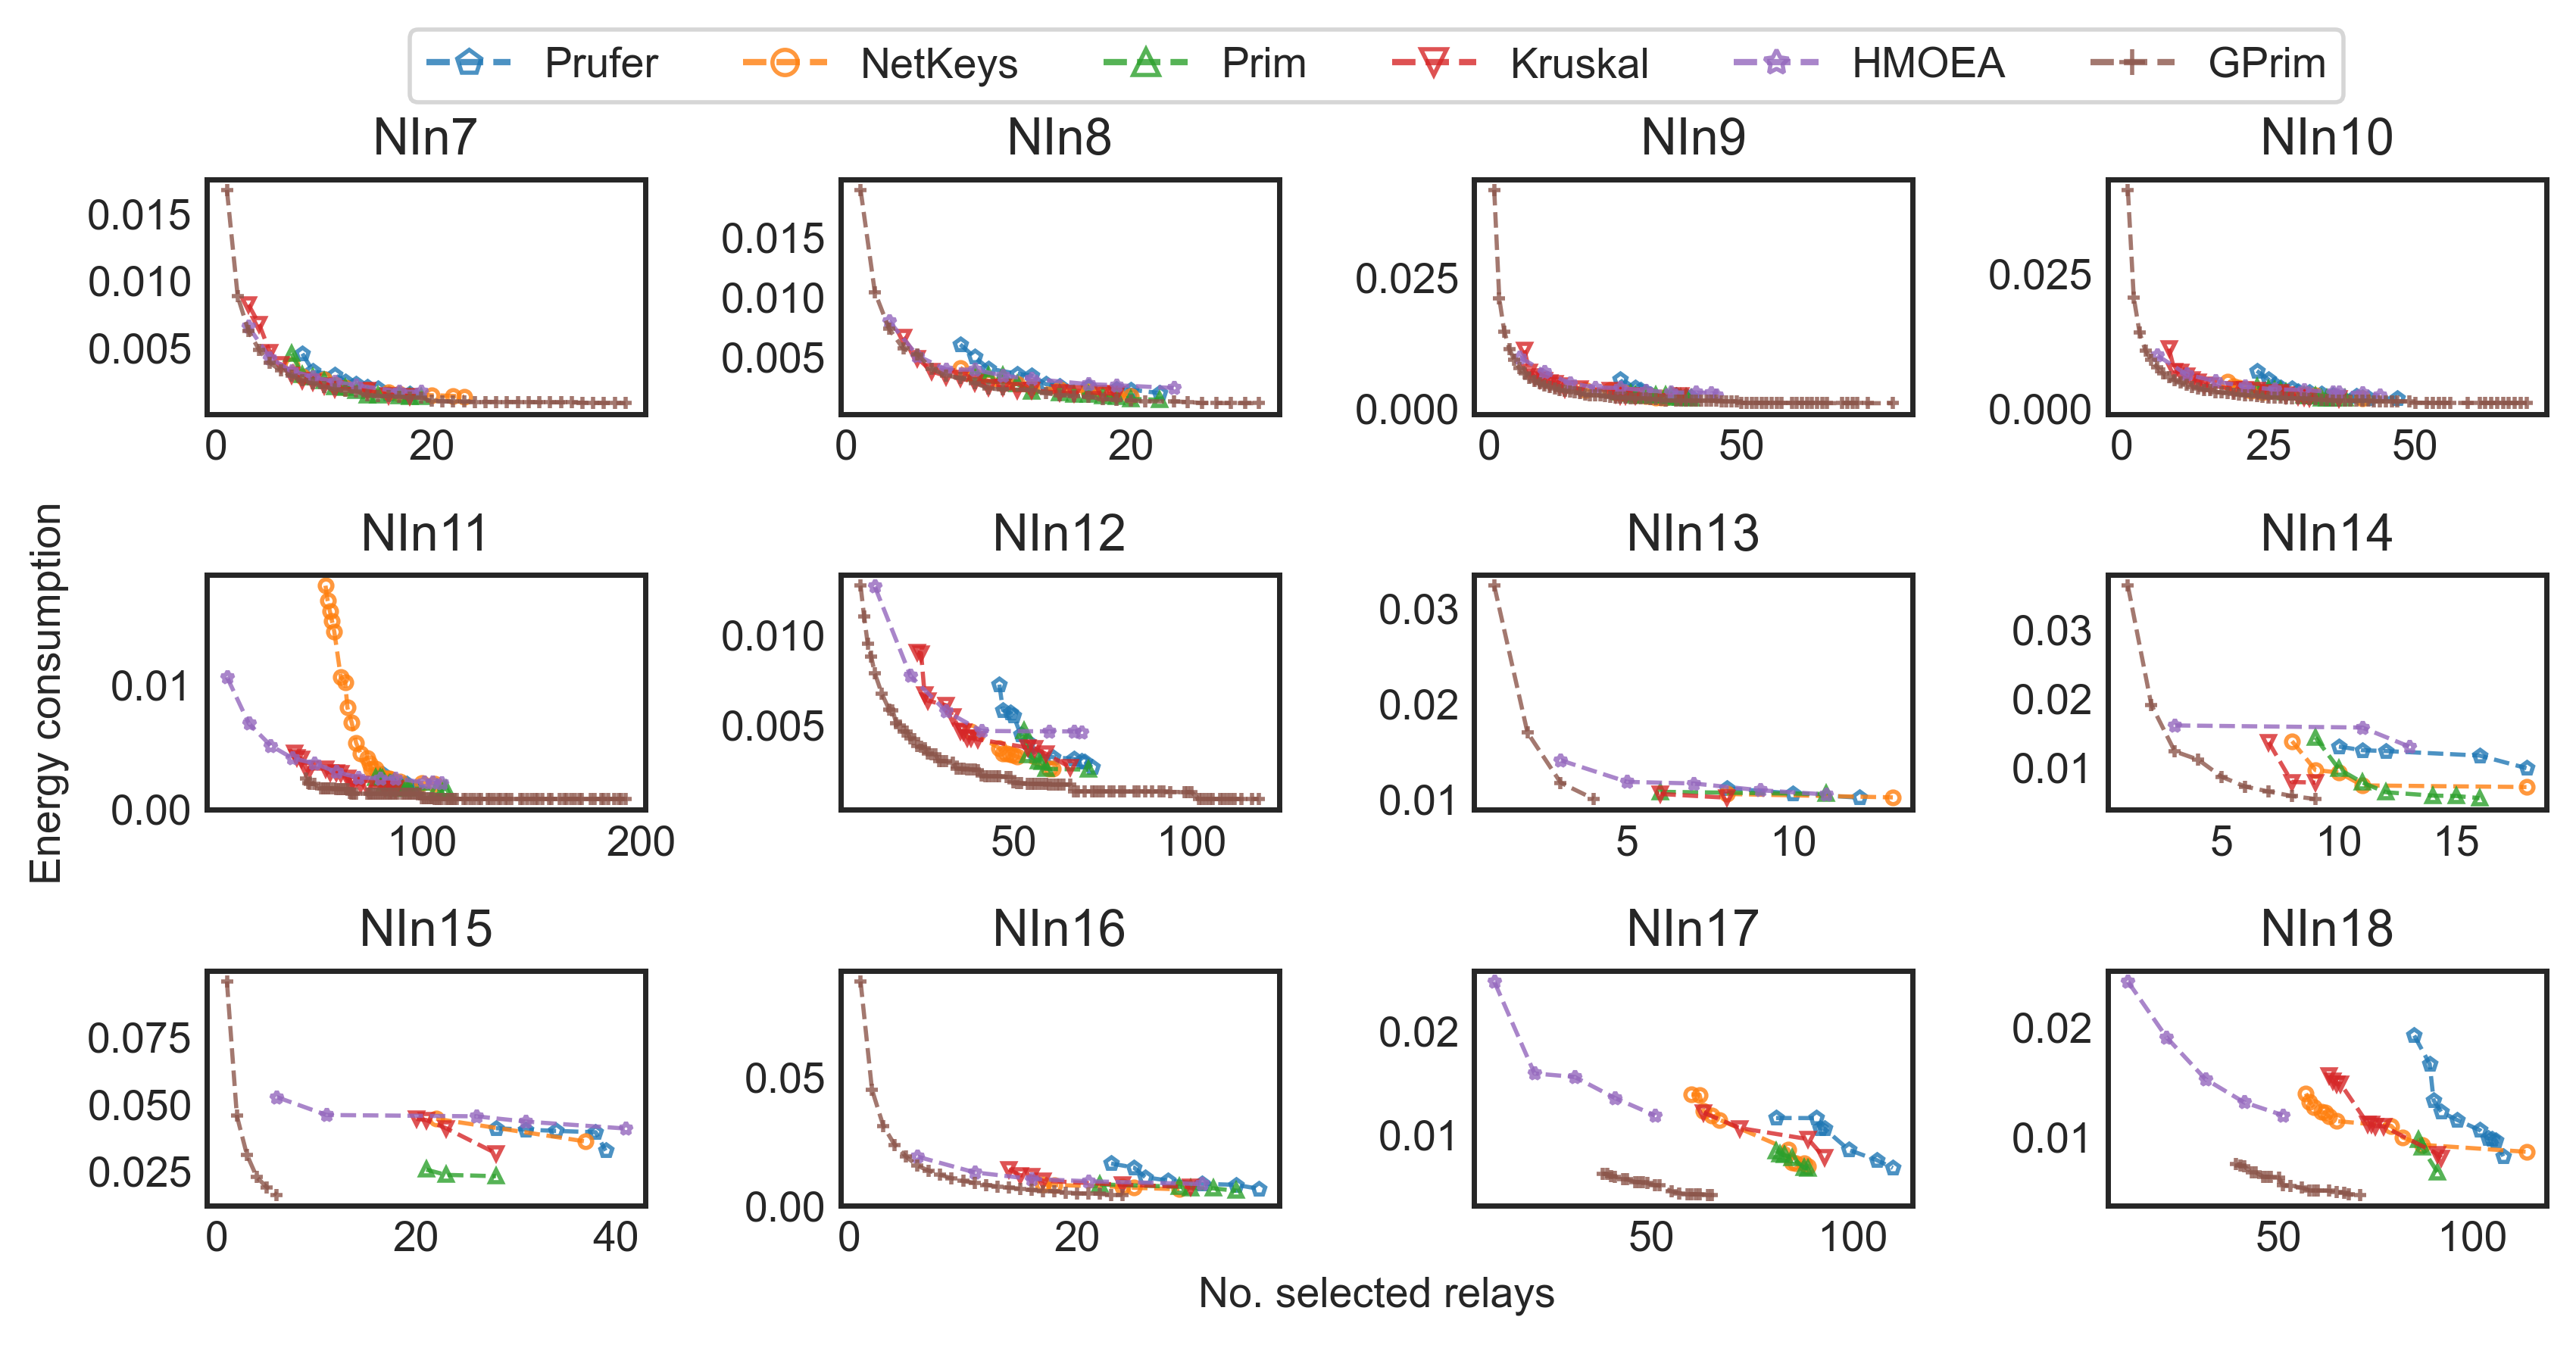 Prufer NetKeys Prim Kruskal HMOEA GPrim
NIn7 NIn8 NIn9 NIn10
0.015 0.010 0.005
0 20
0.015 0.010 0.005
0 20
0.025 0.000
0 50
0.025 0.000
0 25 50
Energy consumption
NIn11 NIn12 NIn13 NIn14
0.01 0.00
100 200
0.010 0.005
50 100
0.03 0.02 0.01
5 10
0.03 0.02 0.01
5 10 15
NIn15 NIn16 NIn17 NIn18
0.075 0.050 0.025
0 20 40
0.05 0.00
0 20
0.02 0.01
50 100
0.02 0.01
50 100
No. selected relays